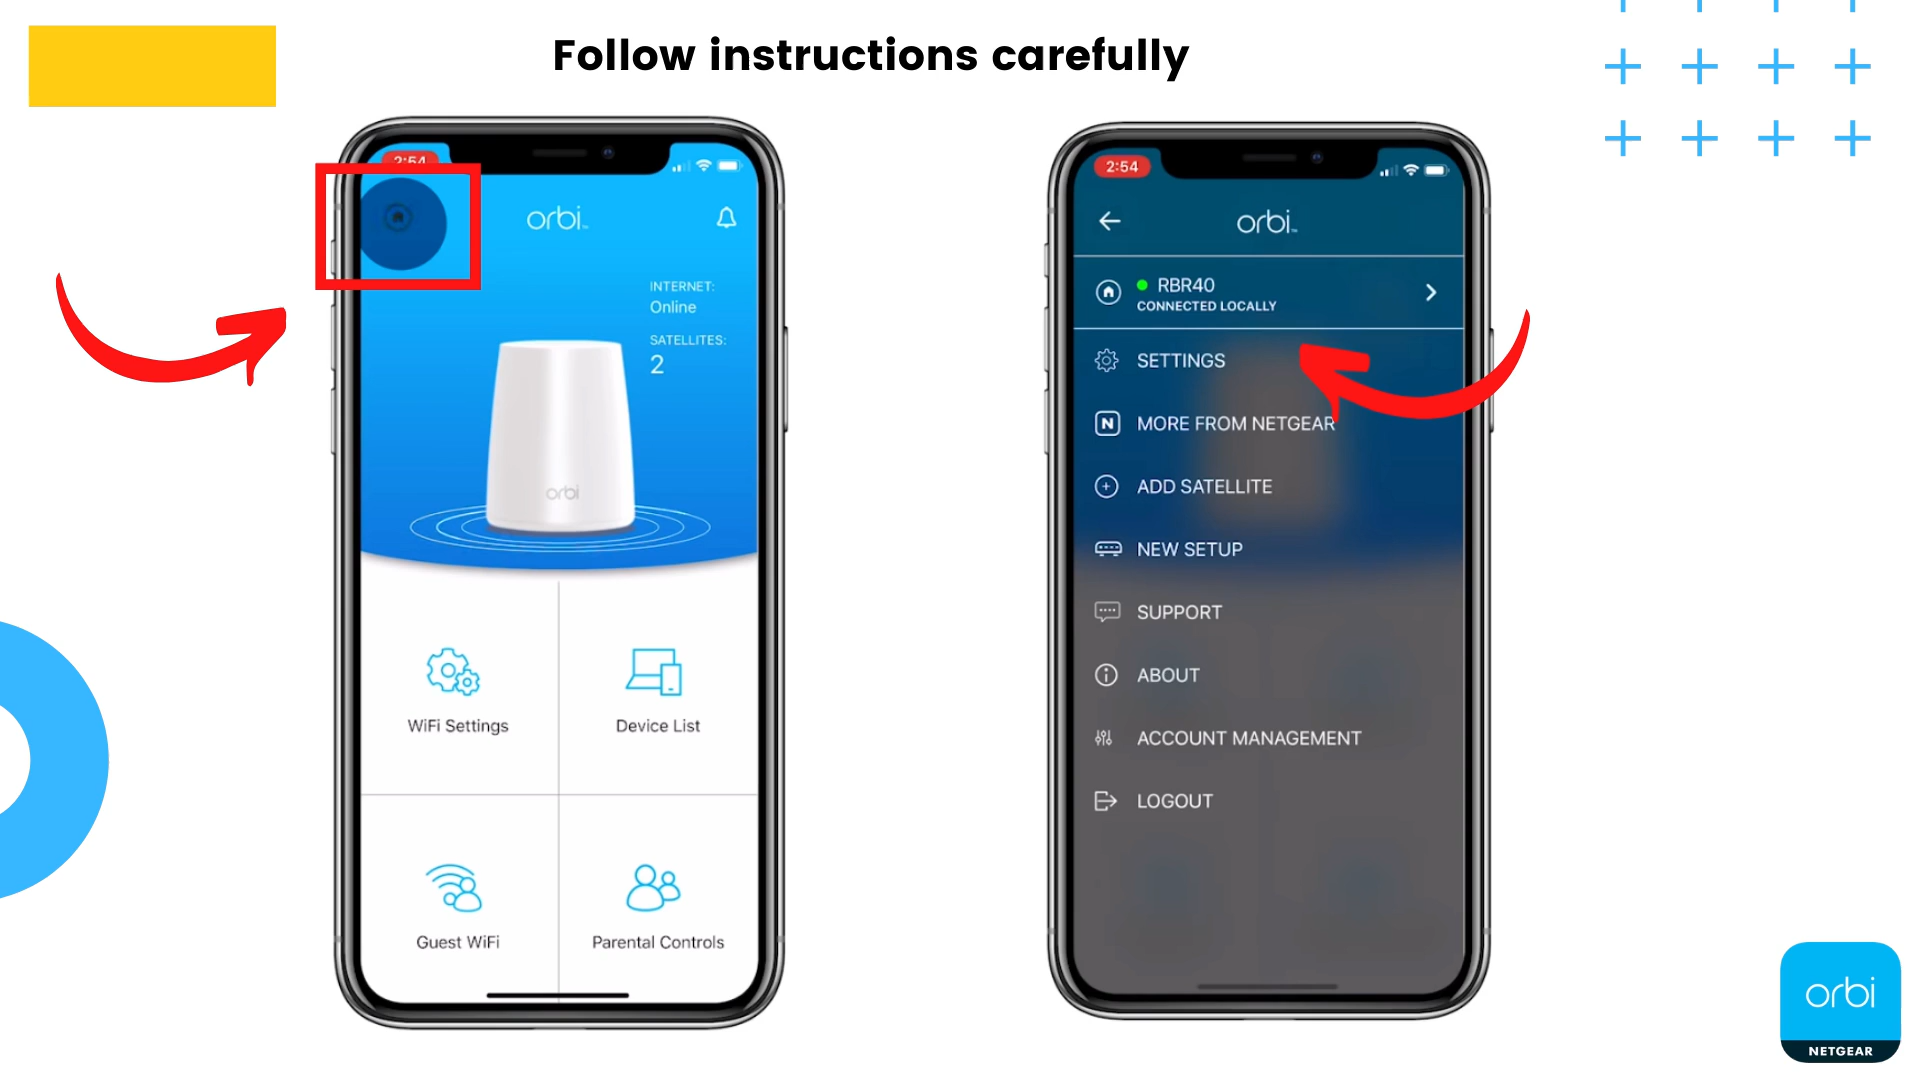 Follow instructions carefully
2:54
orbi
INTERNET:
Online
SATELLITES:
2
orbi
WiFi Settings
Device List
Guest WiFi
Parental Controls
2:54
orbi
RBR40
CONNECTED LOCALLY
SETTINGS
N
MORE FROM NETGEAR
ADD SATELLITE
NEW SETUP
SUPPORT
ABOUT
ACCOUNT MANAGEMENT
LOGOUT
orbi
NETGEAR